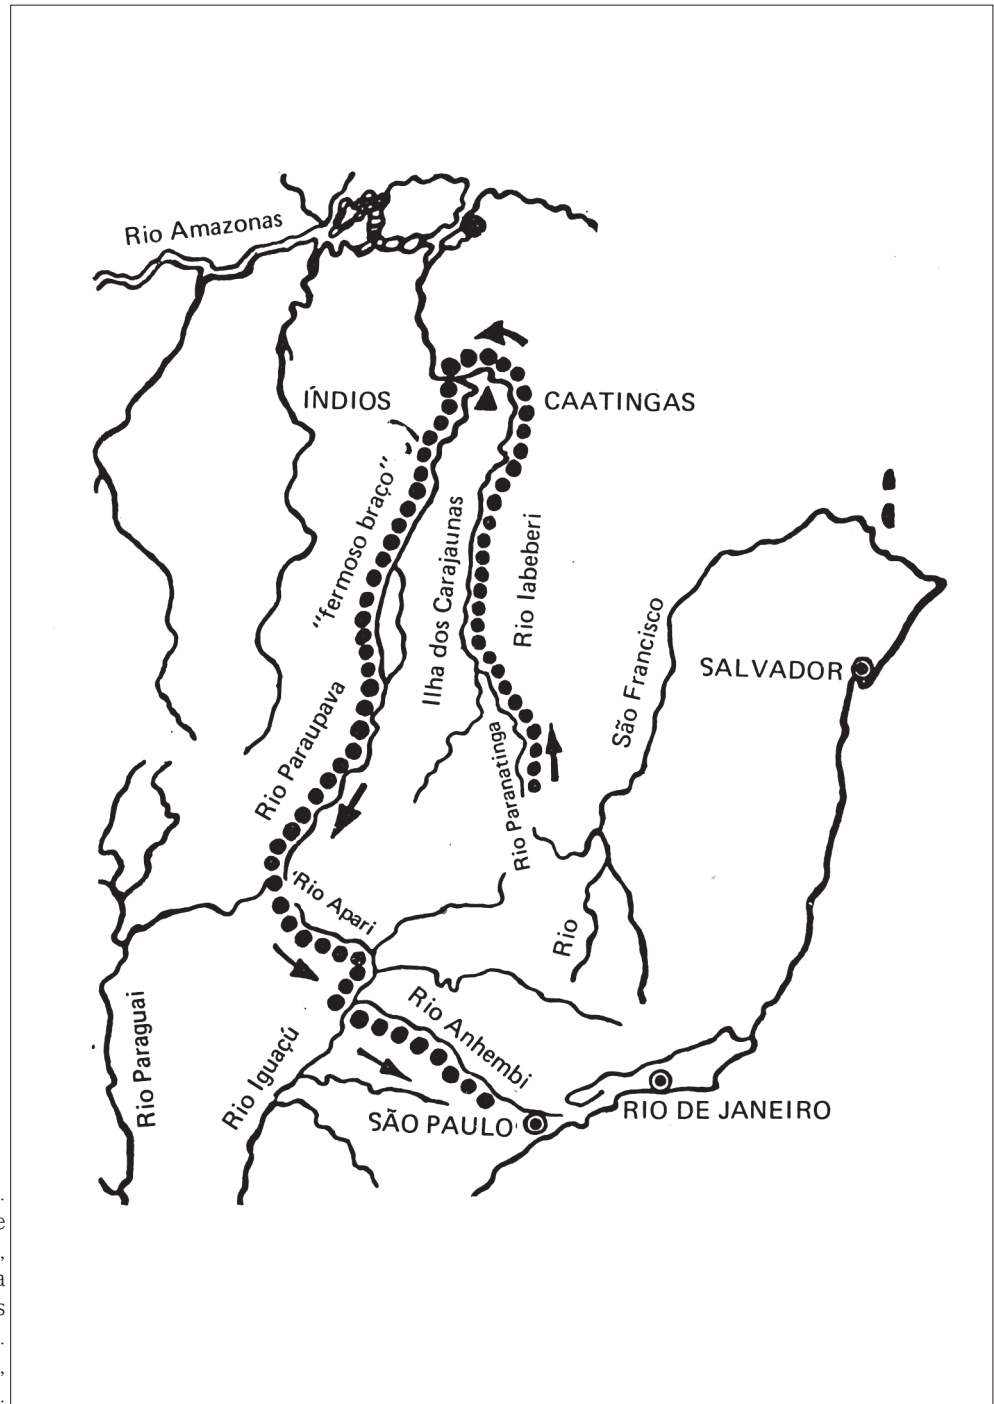 Rio Amazonas
ÍNDIOS
CAATINGAS
"fermoso braço"
Ilha dos Carajaunas
Rio Iabeberi
São Francisco
SALVADOR
Rio Paraupava
Rio Paranatinga
Rio Apari
Rio
Rio Paraguai
Rio Anhembi
Rio Iguaçú
SÃO PAULO
RIO DE JANEIRO
e
,
a
s
.
,
.